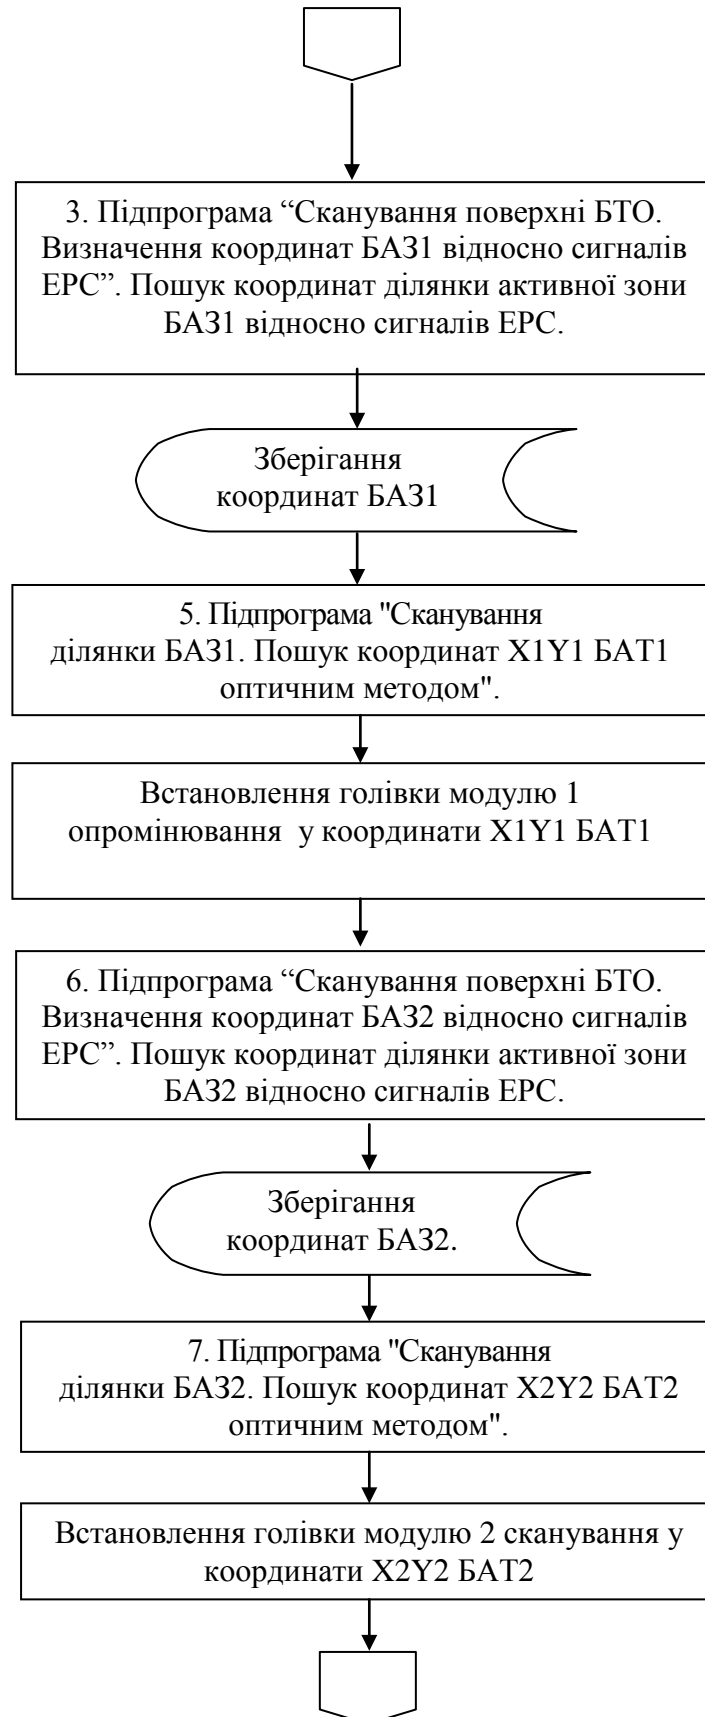 3. Підпрограма “Сканування поверхні БТО.
Визначення координат БАЗ1 відносно сигналів
ЕРС”. Пошук координат ділянки активної зони
БАЗ1 відносно сигналів ЕРС.
Зберігання
координат БАЗ1
5. Підпрограма "Сканування
ділянки БАЗ1. Пошук координат X1Y1 БАТ1
оптичним методом".
Встановлення голівки модулю 1
опромінювання у координати X1Y1 БАТ1
6. Підпрограма “Сканування поверхні БТО.
Визначення координат БАЗ2 відносно сигналів
ЕРС”. Пошук координат ділянки активної зони
БАЗ2 відносно сигналів ЕРС.
Зберігання
координат БАЗ2.
7. Підпрограма "Сканування
ділянки БАЗ2. Пошук координат X2Y2 БАТ2
оптичним методом".
Встановлення голівки модулю 2 сканування у
координати X2Y2 БАТ2